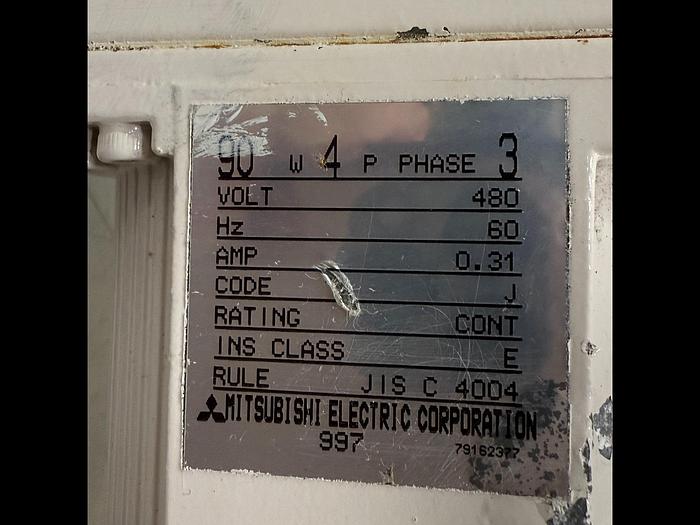 90 W 4 P PHASE 3
VOLT 480
Hz 60
AMP 0.31
CODE J
RATING CONT
INS CLASS E
RULE JIS C 4004
MITSUBISHI ELECTRIC CORPORATION
997 79162377